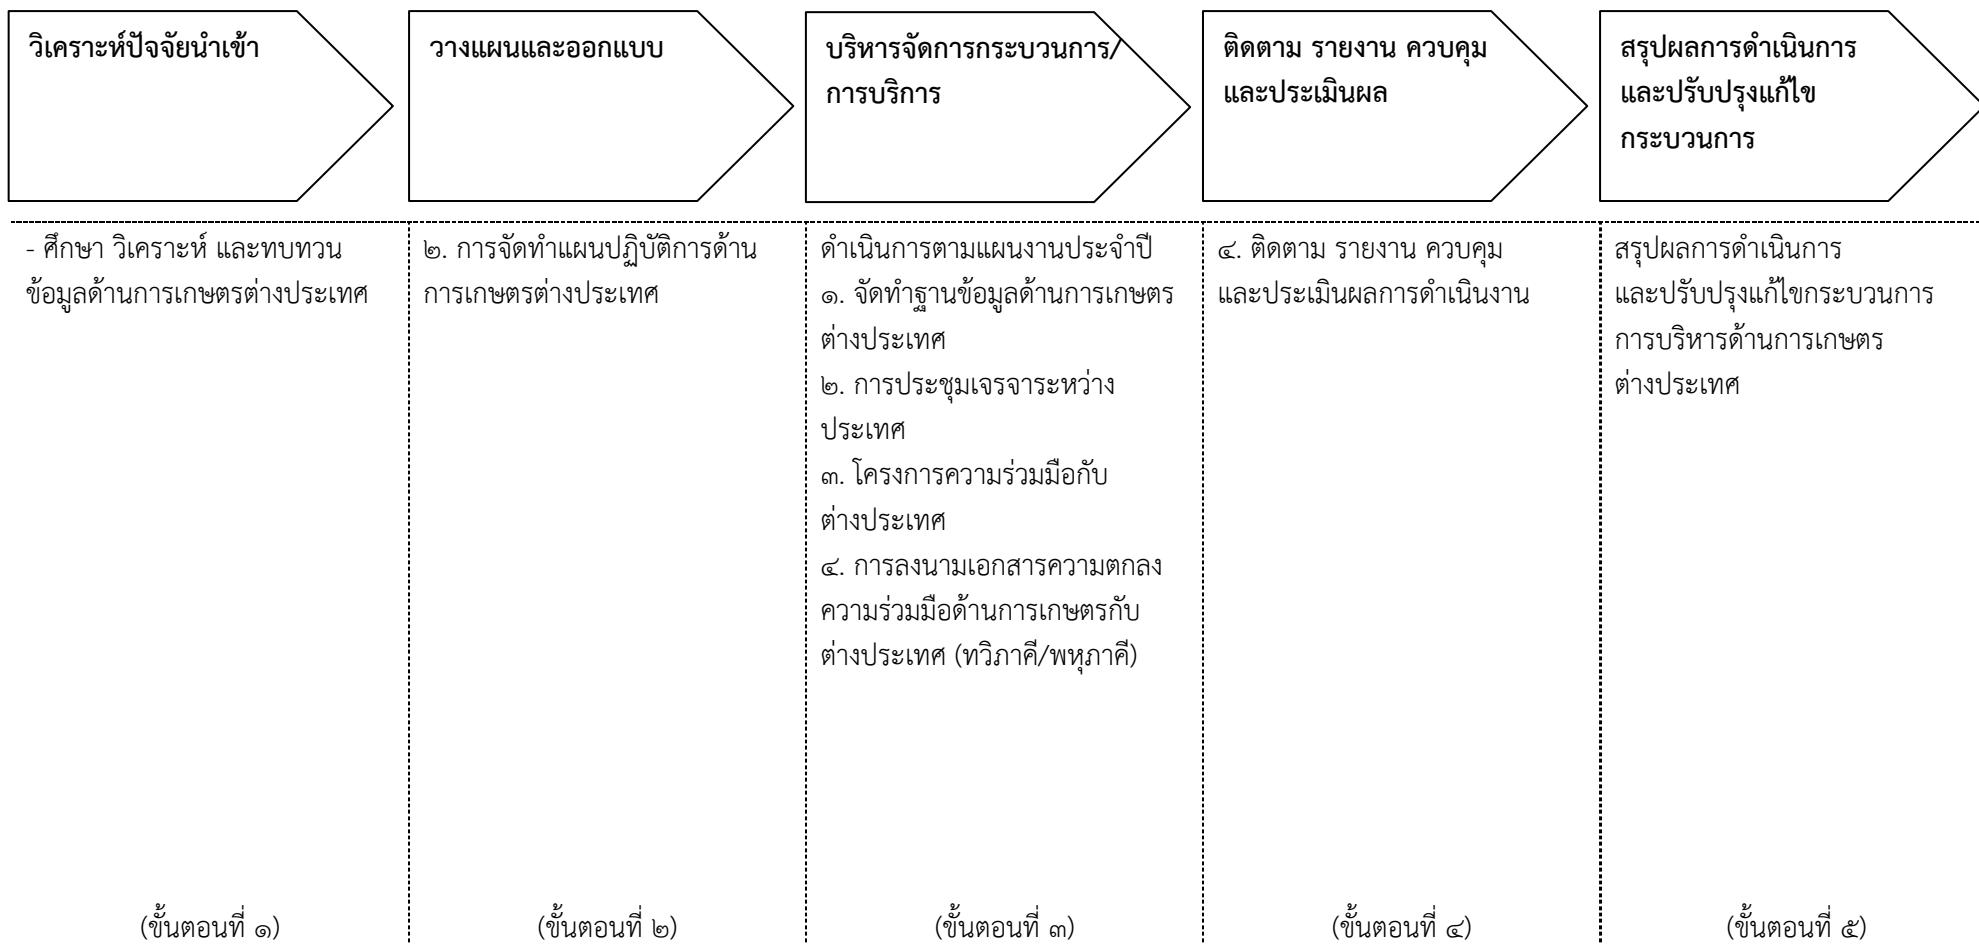 วิเคราะห์ปัจจัยนำเข้า
วางแผนและออกแบบ
บริหารจัดการกระบวนการ/
การบริการ
ติดตาม รายงาน ควบคุม
และประเมินผล
สรุปผลการดำเนินการ
และปรับปรุงแก้ไข
กระบวนการ
- ศึกษา วิเคราะห์ และทบทวน
ข้อมูลด้านการเกษตรต่างประเทศ
(ขั้นตอนที่ ๑)
๒. การจัดทำแผนปฏิบัติการด้าน
การเกษตรต่างประเทศ
(ขั้นตอนที่ ๒)
ดำเนินการตามแผนงานประจำปี
๑. จัดทำฐานข้อมูลด้านการเกษตร
ต่างประเทศ
๒. การประชุมเจรจาระหว่าง
ประเทศ
๓. โครงการความร่วมมือกับ
ต่างประเทศ
๔. การลงนามเอกสารความตกลง
ความร่วมมือด้านการเกษตรกับ
ต่างประเทศ (ทวิภาคี/พหุภาคี)
(ขั้นตอนที่ ๓)
๔. ติดตาม รายงาน ควบคุม
และประเมินผลการดำเนินงาน
(ขั้นตอนที่ ๔)
สรุปผลการดำเนินการ
และปรับปรุงแก้ไขกระบวนการ
การบริหารด้านการเกษตร
ต่างประเทศ
(ขั้นตอนที่ ๕)